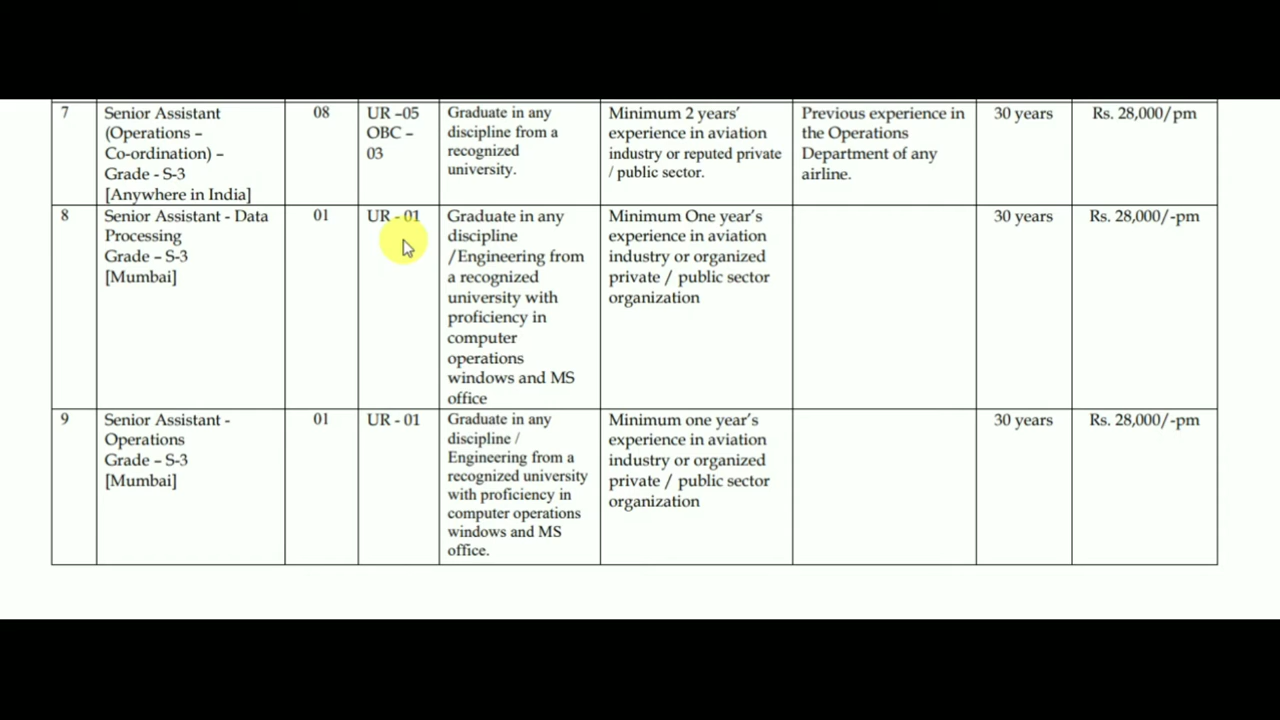 7
Senior Assistant
(Operations –
Co-ordination) –
Grade - S-3
[Anywhere in India]
08
UR –05
OBC –
03
Graduate in any
discipline from a
recognized
university.
Minimum 2 years’
experience in aviation
industry or reputed private
/ public sector.
Previous experience in
the Operations
Department of any
airline.
30 years
Rs. 28,000/pm
8
Senior Assistant - Data
Processing
Grade – S-3
[Mumbai]
01
UR - 01
Graduate in any
discipline
/Engineering from
a recognized
university with
proficiency in
computer
operations
windows and MS
office
Minimum One year’s
experience in aviation
industry or organized
private / public sector
organization
30 years
Rs. 28,000/-pm
9
Senior Assistant -
Operations
Grade – S-3
[Mumbai]
01
UR - 01
Graduate in any
discipline /
Engineering from a
recognized university
with proficiency in
computer operations
windows and MS
office.
Minimum one year’s
experience in aviation
industry or organized
private / public sector
organization
30 years
Rs. 28,000/-pm